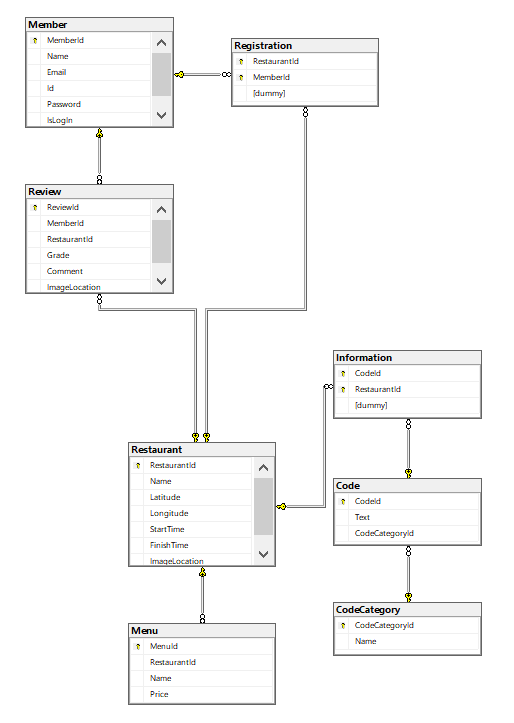 Member
MemberId
Name
Email
Id
Password
IsLogIn
Registration
RestaurantId
MemberId
[dummy]
Review
ReviewId
MemberId
RestaurantId
Grade
Comment
ImageLocation
Information
CodeId
RestaurantId
[dummy]
Restaurant
RestaurantId
Name
Latitude
Longitude
StartTime
FinishTime
ImageLocation
Code
CodeId
Text
CodeCategoryId
CodeCategory
CodeCategoryId
Name
Menu
MenuId
RestaurantId
Name
Price